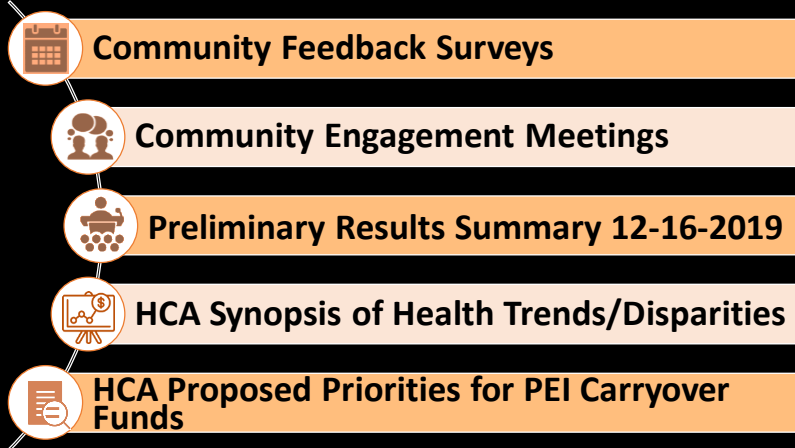 Community Feedback Surveys
Community Engagement Meetings
Preliminary Results Summary 12-16-2019
HCA Synopsis of Health Trends/Disparities
HCA Proposed Priorities for PEI Carryover
Funds